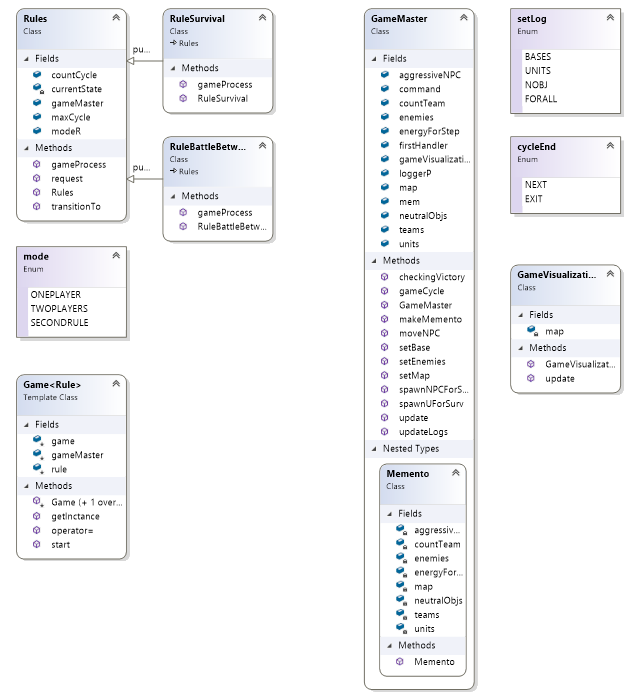 Rules
Class
Fields
countCycle
currentState
gameMaster
maxCycle
modeR
Methods
gameProcess
request
Rules
transitionTo
pu...
RuleSurvival
Class
Rules
Methods
gameProcess
RuleSurvival
pu...
RuleBattleBetw...
Class
Rules
Methods
gameProcess
RuleBattleBetw...
mode
Enum
ONEPLAYER
TWOPLAYERS
SECONDRULE
Game<Rule>
Template Class
Fields
game
gameMaster
rule
Methods
Game (+ 1 over...
getInctance
operator=
start
GameMaster
Class
Fields
aggressiveNPC
command
countTeam
enemies
energyForStep
firstHandler
gameVisualizati...
loggerP
map
mem
neutralObjs
teams
units
Methods
checkingVictory
gameCycle
GameMaster
makeMemento
moveNPC
setBase
setEnemies
setMap
spawnNPCForS...
spawnUForSurv
update
updateLogs
Nested Types
Memento
Class
Fields
aggressiv...
countTeam
enemies
energyFor...
map
neutralObjs
teams
units
Methods
Memento
setLog
Enum
BASES
UNITS
NOBJ
FORALL
cycleEnd
Enum
NEXT
EXIT
GameVisualizati...
Class
Fields
map
Methods
GameVisualizat...
update